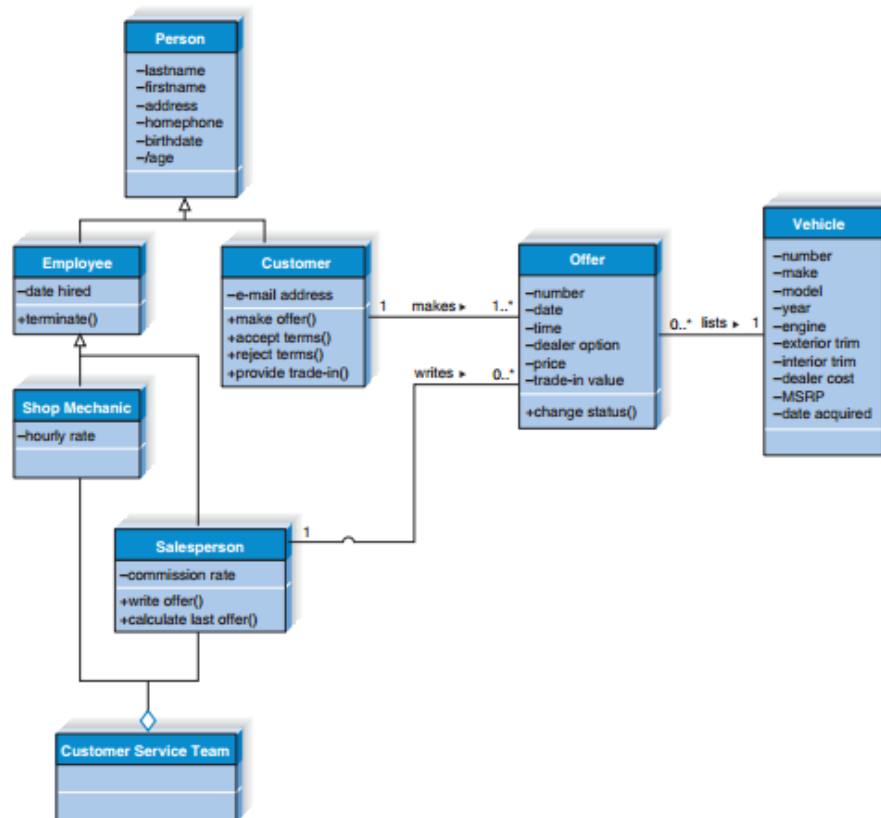 Person
–lastname
–firstname
–address
–homephone
–birthdate
–/age
Employee
–date hired
+terminate()
Customer
–e-mail address
+make offer()
+accept terms()
+reject terms()
+provide trade-in()
1 makes ▸ 1..*
Offer
–number
–date
–time
–dealer option
–price
–trade-in value
+change status()
0..* lists ▸ 1
Vehicle
–number
–make
–model
–year
–engine
–exterior trim
–interior trim
–dealer cost
–MSRP
–date acquired
writes ▸ 0..*
1
Shop Mechanic
–hourly rate
Salesperson
–commission rate
+write offer()
+calculate last offer()
Customer Service Team